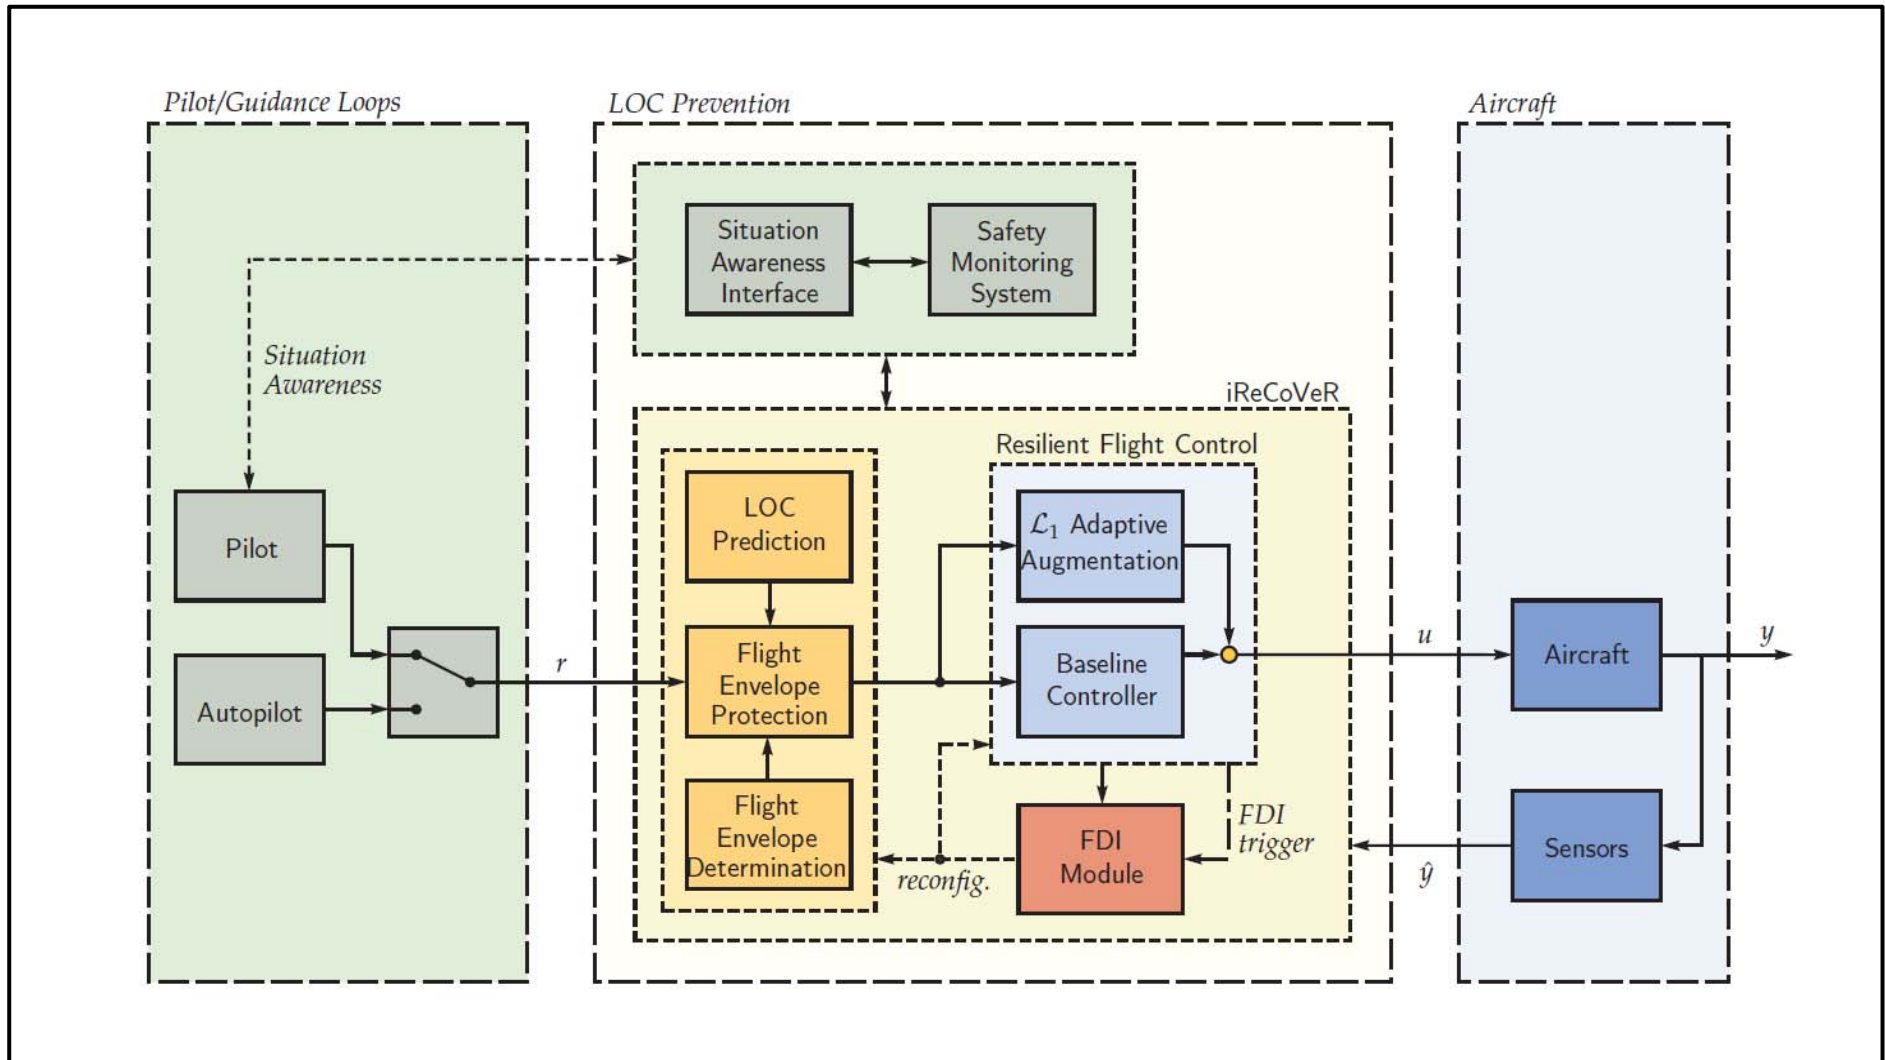 Pilot/Guidance Loops
LOC Prevention
Aircraft
Situation
Awareness
Interface
Safety
Monitoring
System
Situation
Awareness
iReCoVeR
Resilient Flight Control
LOC
Prediction
ℒ₁ Adaptive
Augmentation
Pilot
Autopilot
r
Flight
Envelope
Protection
Baseline
Controller
u
Aircraft
y
Flight
Envelope
Determination
reconfig.
FDI
Module
FDI
trigger
ŷ
Sensors